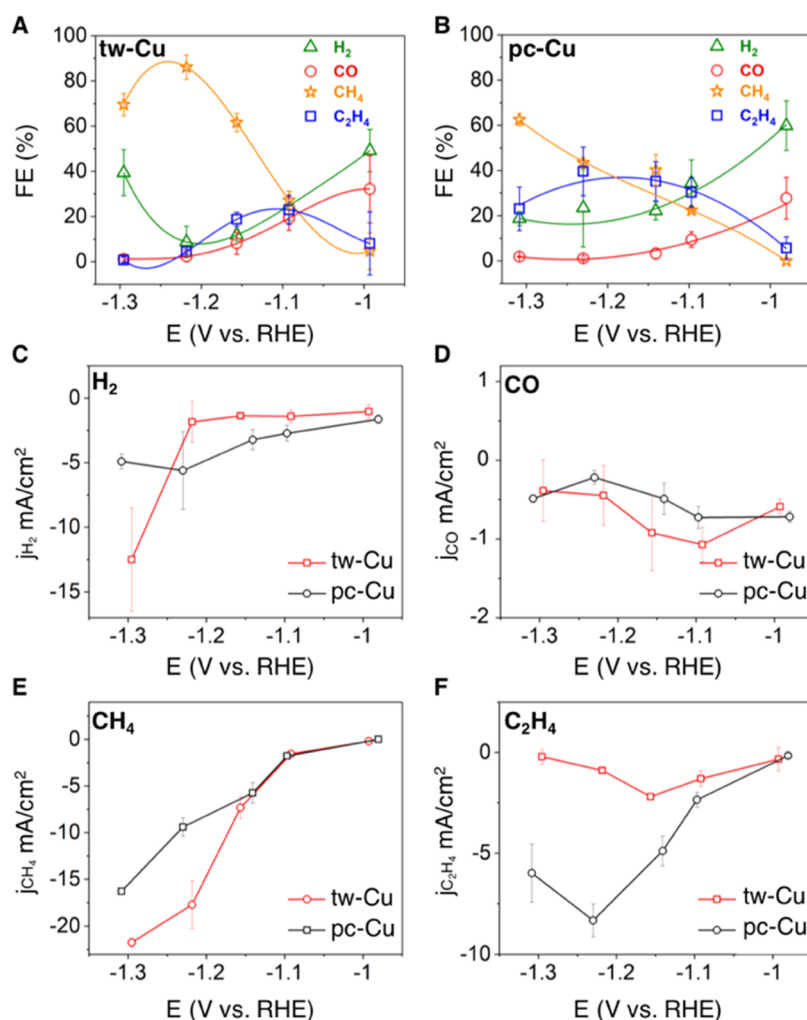 A
tw-Cu
H₂
CO
CH₄
C₂H₄
FE (%)
100
80
60
40
20
0
-1.3
-1.2
-1.1
-1
E (V vs. RHE)
B
pc-Cu
H₂
CO
CH₄
C₂H₄
FE (%)
100
80
60
40
20
0
-1.3
-1.2
-1.1
-1
E (V vs. RHE)
C
H₂
jH₂ mA/cm²
0
-5
-10
-15
tw-Cu
pc-Cu
-1.3
-1.2
-1.1
-1
E (V vs. RHE)
D
CO
jCO mA/cm²
1
0
-1
-2
tw-Cu
pc-Cu
-1.3
-1.2
-1.1
-1
E (V vs. RHE)
E
CH₄
jCH₄ mA/cm²
0
-5
-10
-15
-20
tw-Cu
pc-Cu
-1.3
-1.2
-1.1
-1
E (V vs. RHE)
F
C₂H₄
jC₂H₄ mA/cm²
0
-5
-10
tw-Cu
pc-Cu
-1.3
-1.2
-1.1
-1
E (V vs. RHE)